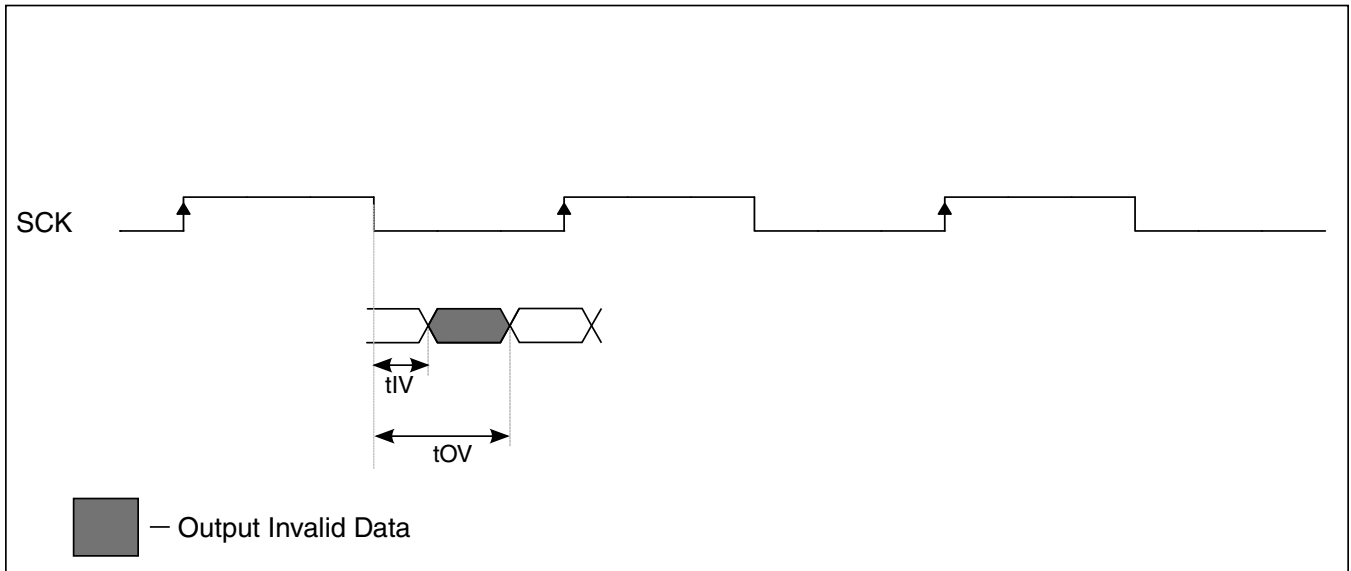 SCK
tIV
tOV
– Output Invalid Data